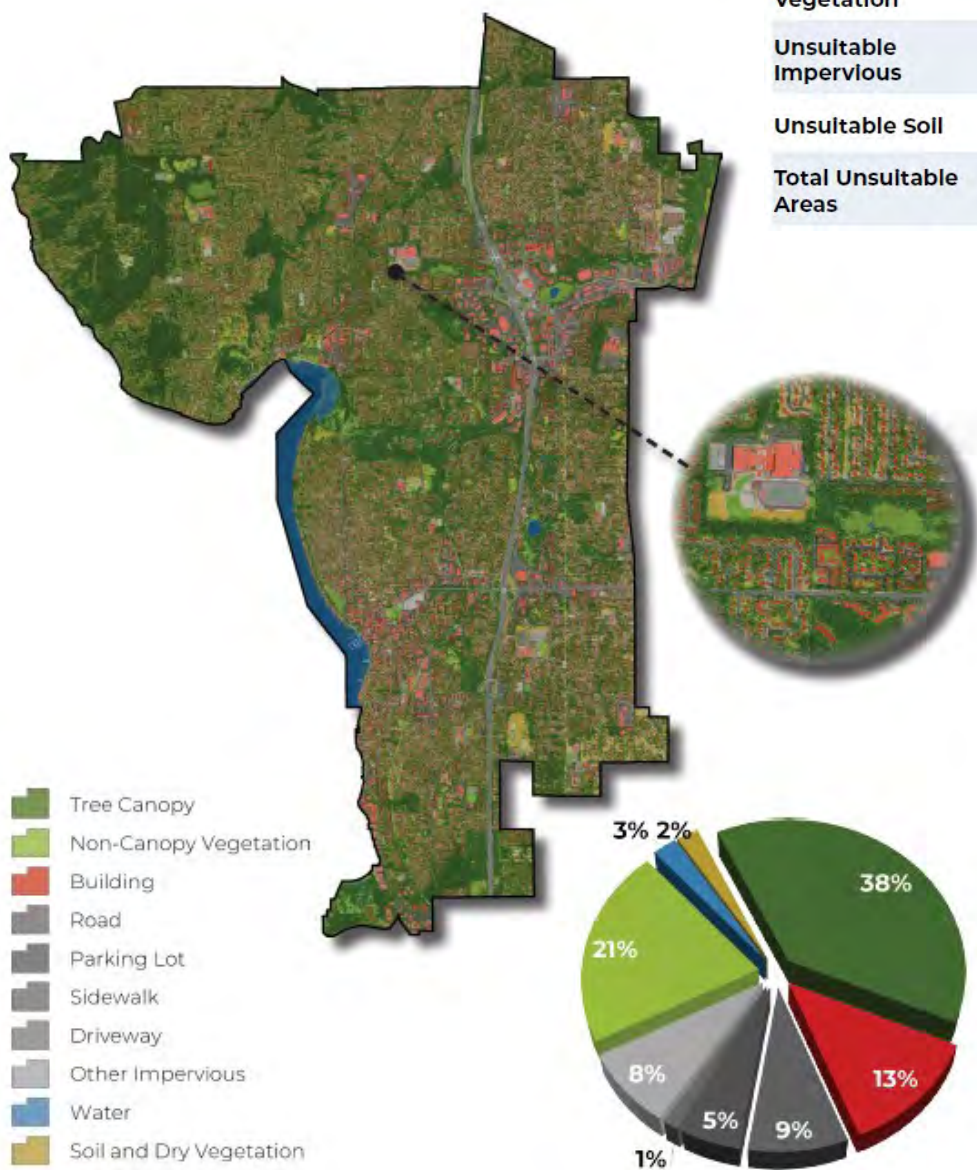 Vegetation
Unsuitable
Impervious
Unsuitable Soil
Total Unsuitable
Areas
Tree Canopy
Non-Canopy Vegetation
Building
Road
Parking Lot
Sidewalk
Driveway
Other Impervious
Water
Soil and Dry Vegetation
3% 2%
38%
21%
13%
8%
5%
9%
1%